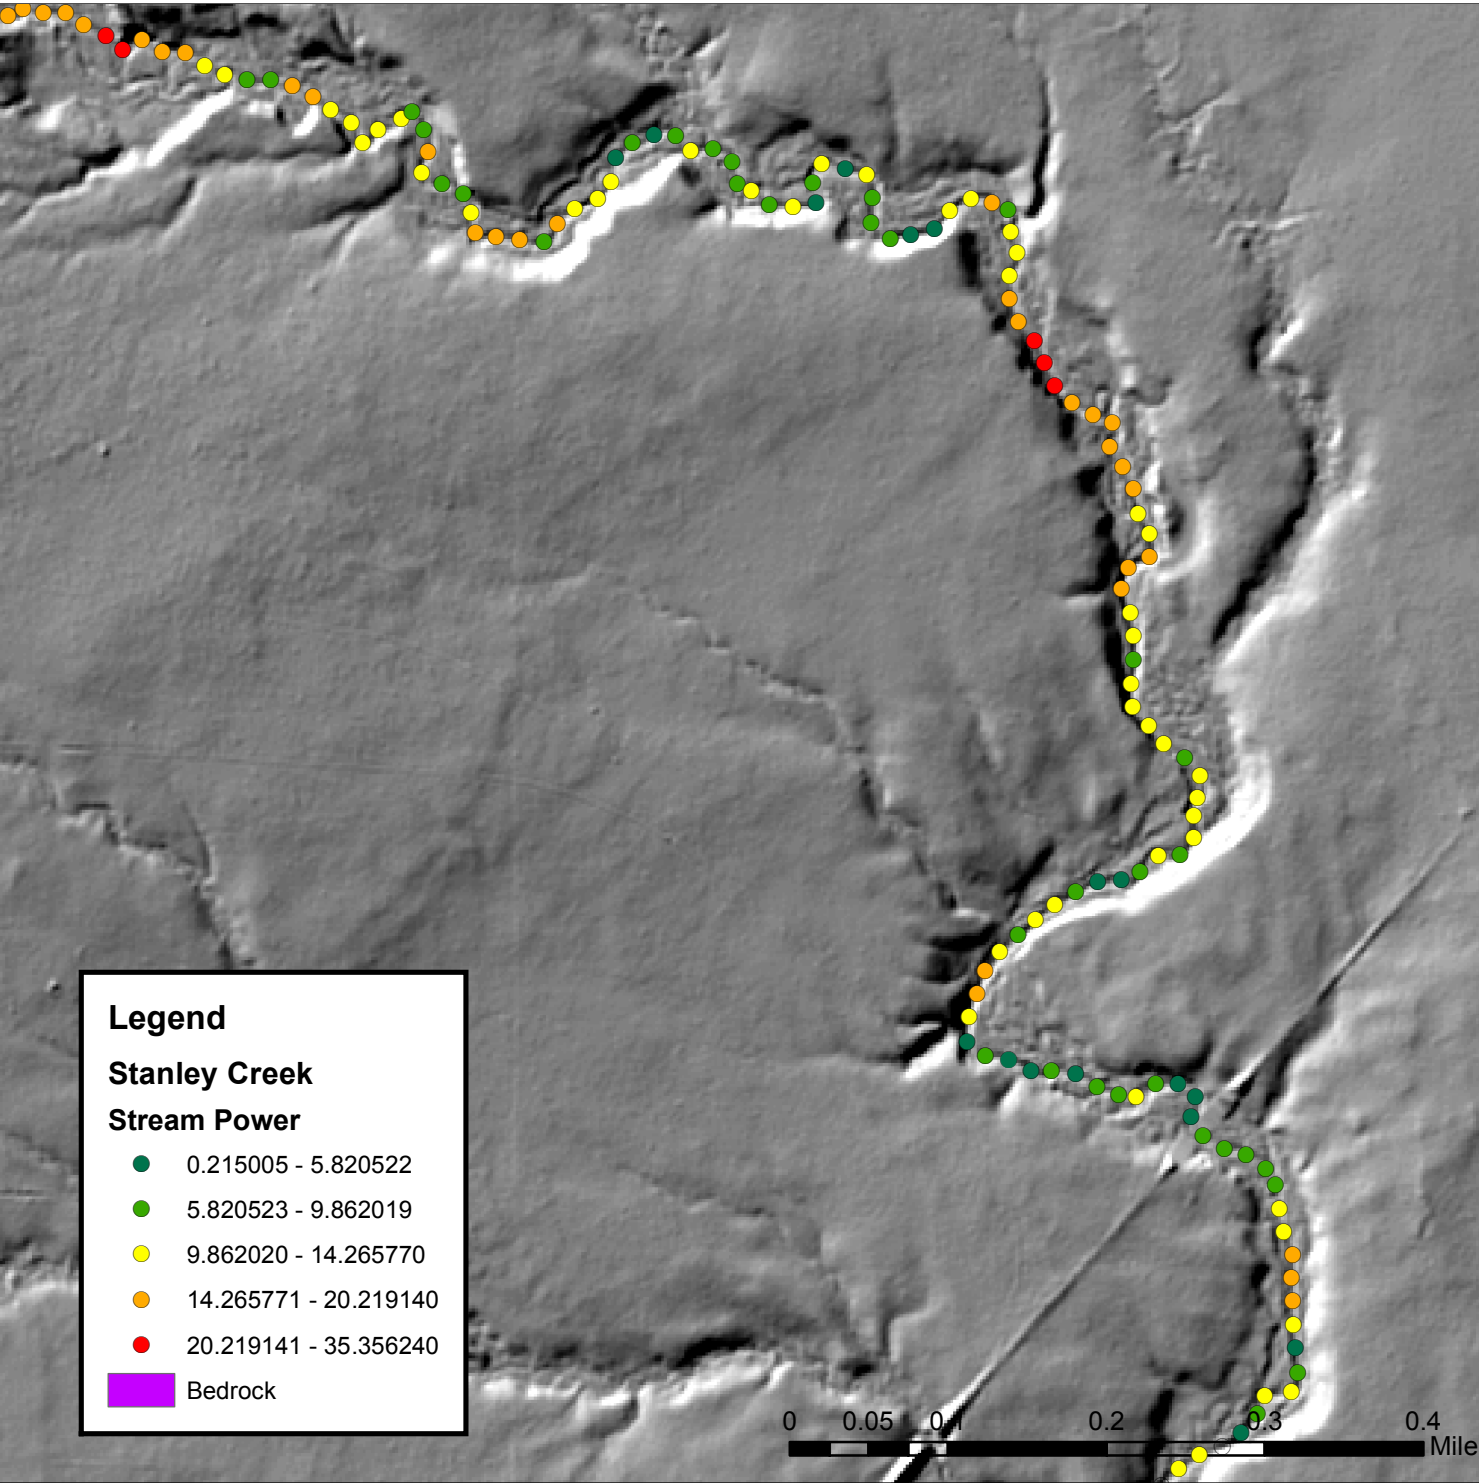 Legend
Stanley Creek
Stream Power
0.215005 - 5.820522
5.820523 - 9.862019
9.862020 - 14.265770
14.265771 - 20.219140
20.219141 - 35.356240
Bedrock
0 0.05 0.1 0.2 0.3 0.4
Mile